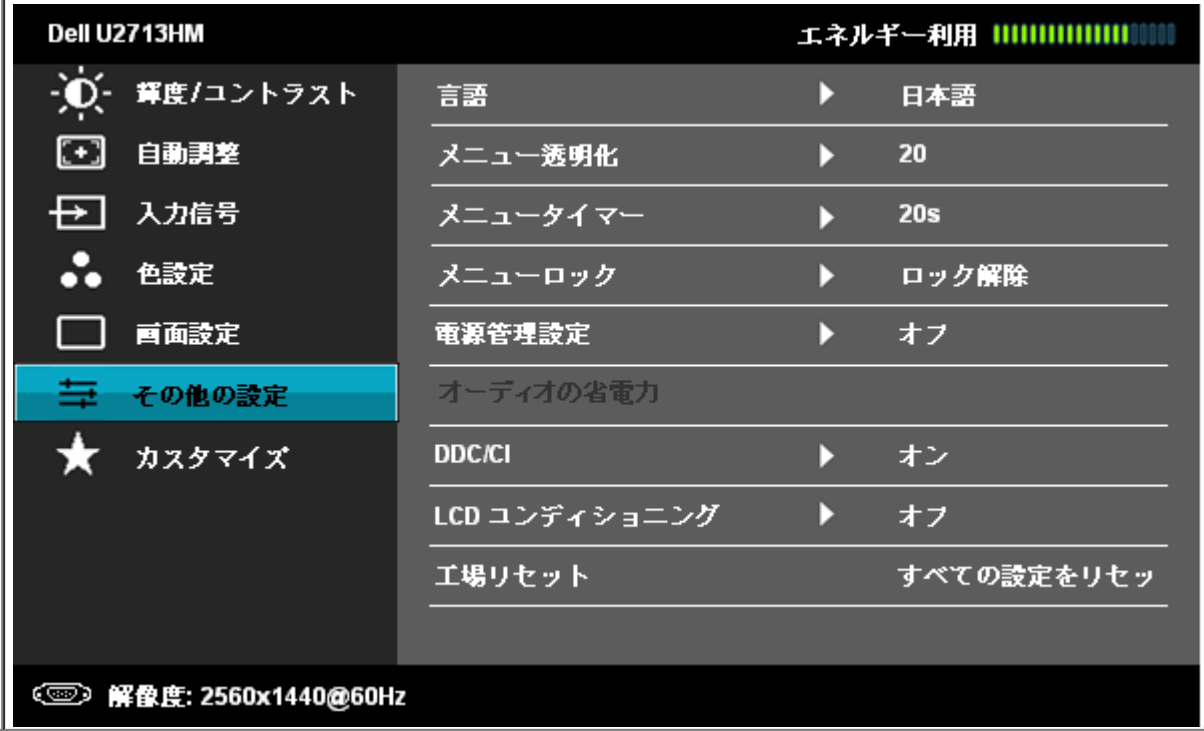 Dell U2713HM エネルギー利用
輝度/コントラスト
自動調整
入力信号
色設定
画面設定
その他の設定
カスタマイズ
言語 日本語
メニュー透明化 20
メニュータイマー 20s
メニューロック ロック解除
電源管理設定 オフ
オーディオの省電力
DDC/CI オン
LCD コンディショニング オフ
工場リセット すべての設定をリセッ
解像度: 2560x1440@60Hz